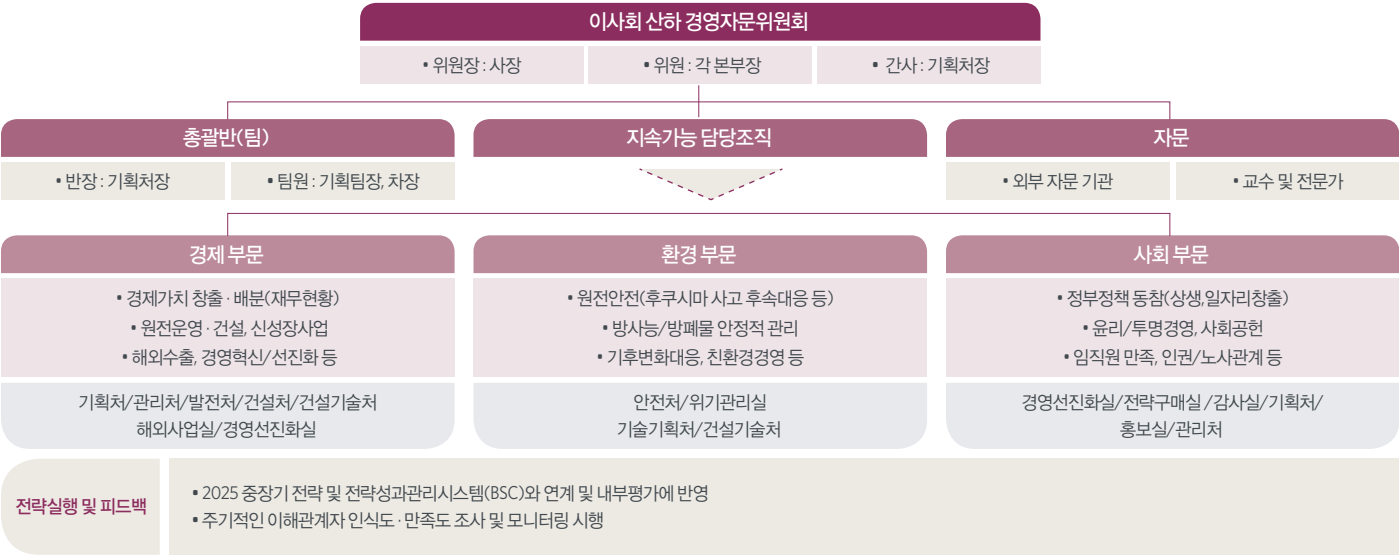 이사회 산하 경영자문위원회
• 위원장 : 사장
• 위원 : 각 본부장
• 간사 : 기획처장
총괄반(팀)
• 반장 : 기획처장
• 팀원 : 기획팀장, 차장
지속가능 담당조직
자문
• 외부 자문 기관
• 교수 및 전문가
경제 부문
• 경제가치 창출 · 배분(재무현황)
• 원전운영 · 건설, 신성장사업
• 해외수출, 경영혁신/선진화 등
기획처/관리처/발전처/건설처/건설기술처
해외사업실/경영선진화실
환경 부문
• 원전안전(후쿠시마 사고 후속대응 등)
• 방사능/방폐물 안정적 관리
• 기후변화대응, 친환경경영 등
안전처/위기관리실
기술기획처/건설기술처
사회 부문
• 정부정책 동참(상생,일자리창출)
• 윤리/투명경영, 사회공헌
• 임직원 만족, 인권/노사관계 등
경영선진화실/전략구매실 /감사실/기획처/
홍보실/관리처
전략실행 및 피드백
• 2025 중장기 전략 및 전략성과관리시스템(BSC)와 연계 및 내부평가에 반영
• 주기적인 이해관계자 인식도 · 만족도 조사 및 모니터링 시행